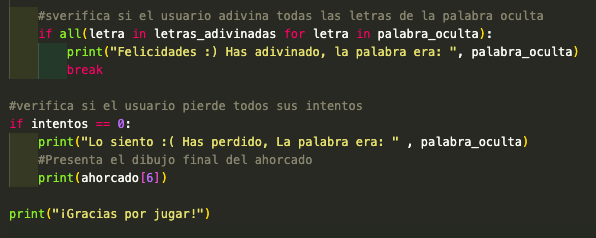 #sverifica si el usuario adivina todas las letras de la palabra oculta
if all(letra in letras_adivinadas for letra in palabra_oculta):
print("Felicidades :) Has adivinado, la palabra era: ", palabra_oculta)
break
#verifica si el usuario pierde todos sus intentos
if intentos == 0:
print("Lo siento :( Has perdido, La palabra era: " , palabra_oculta)
#Presenta el dibujo final del ahorcado
print(ahorcado[6])
print("¡Gracias por jugar!")